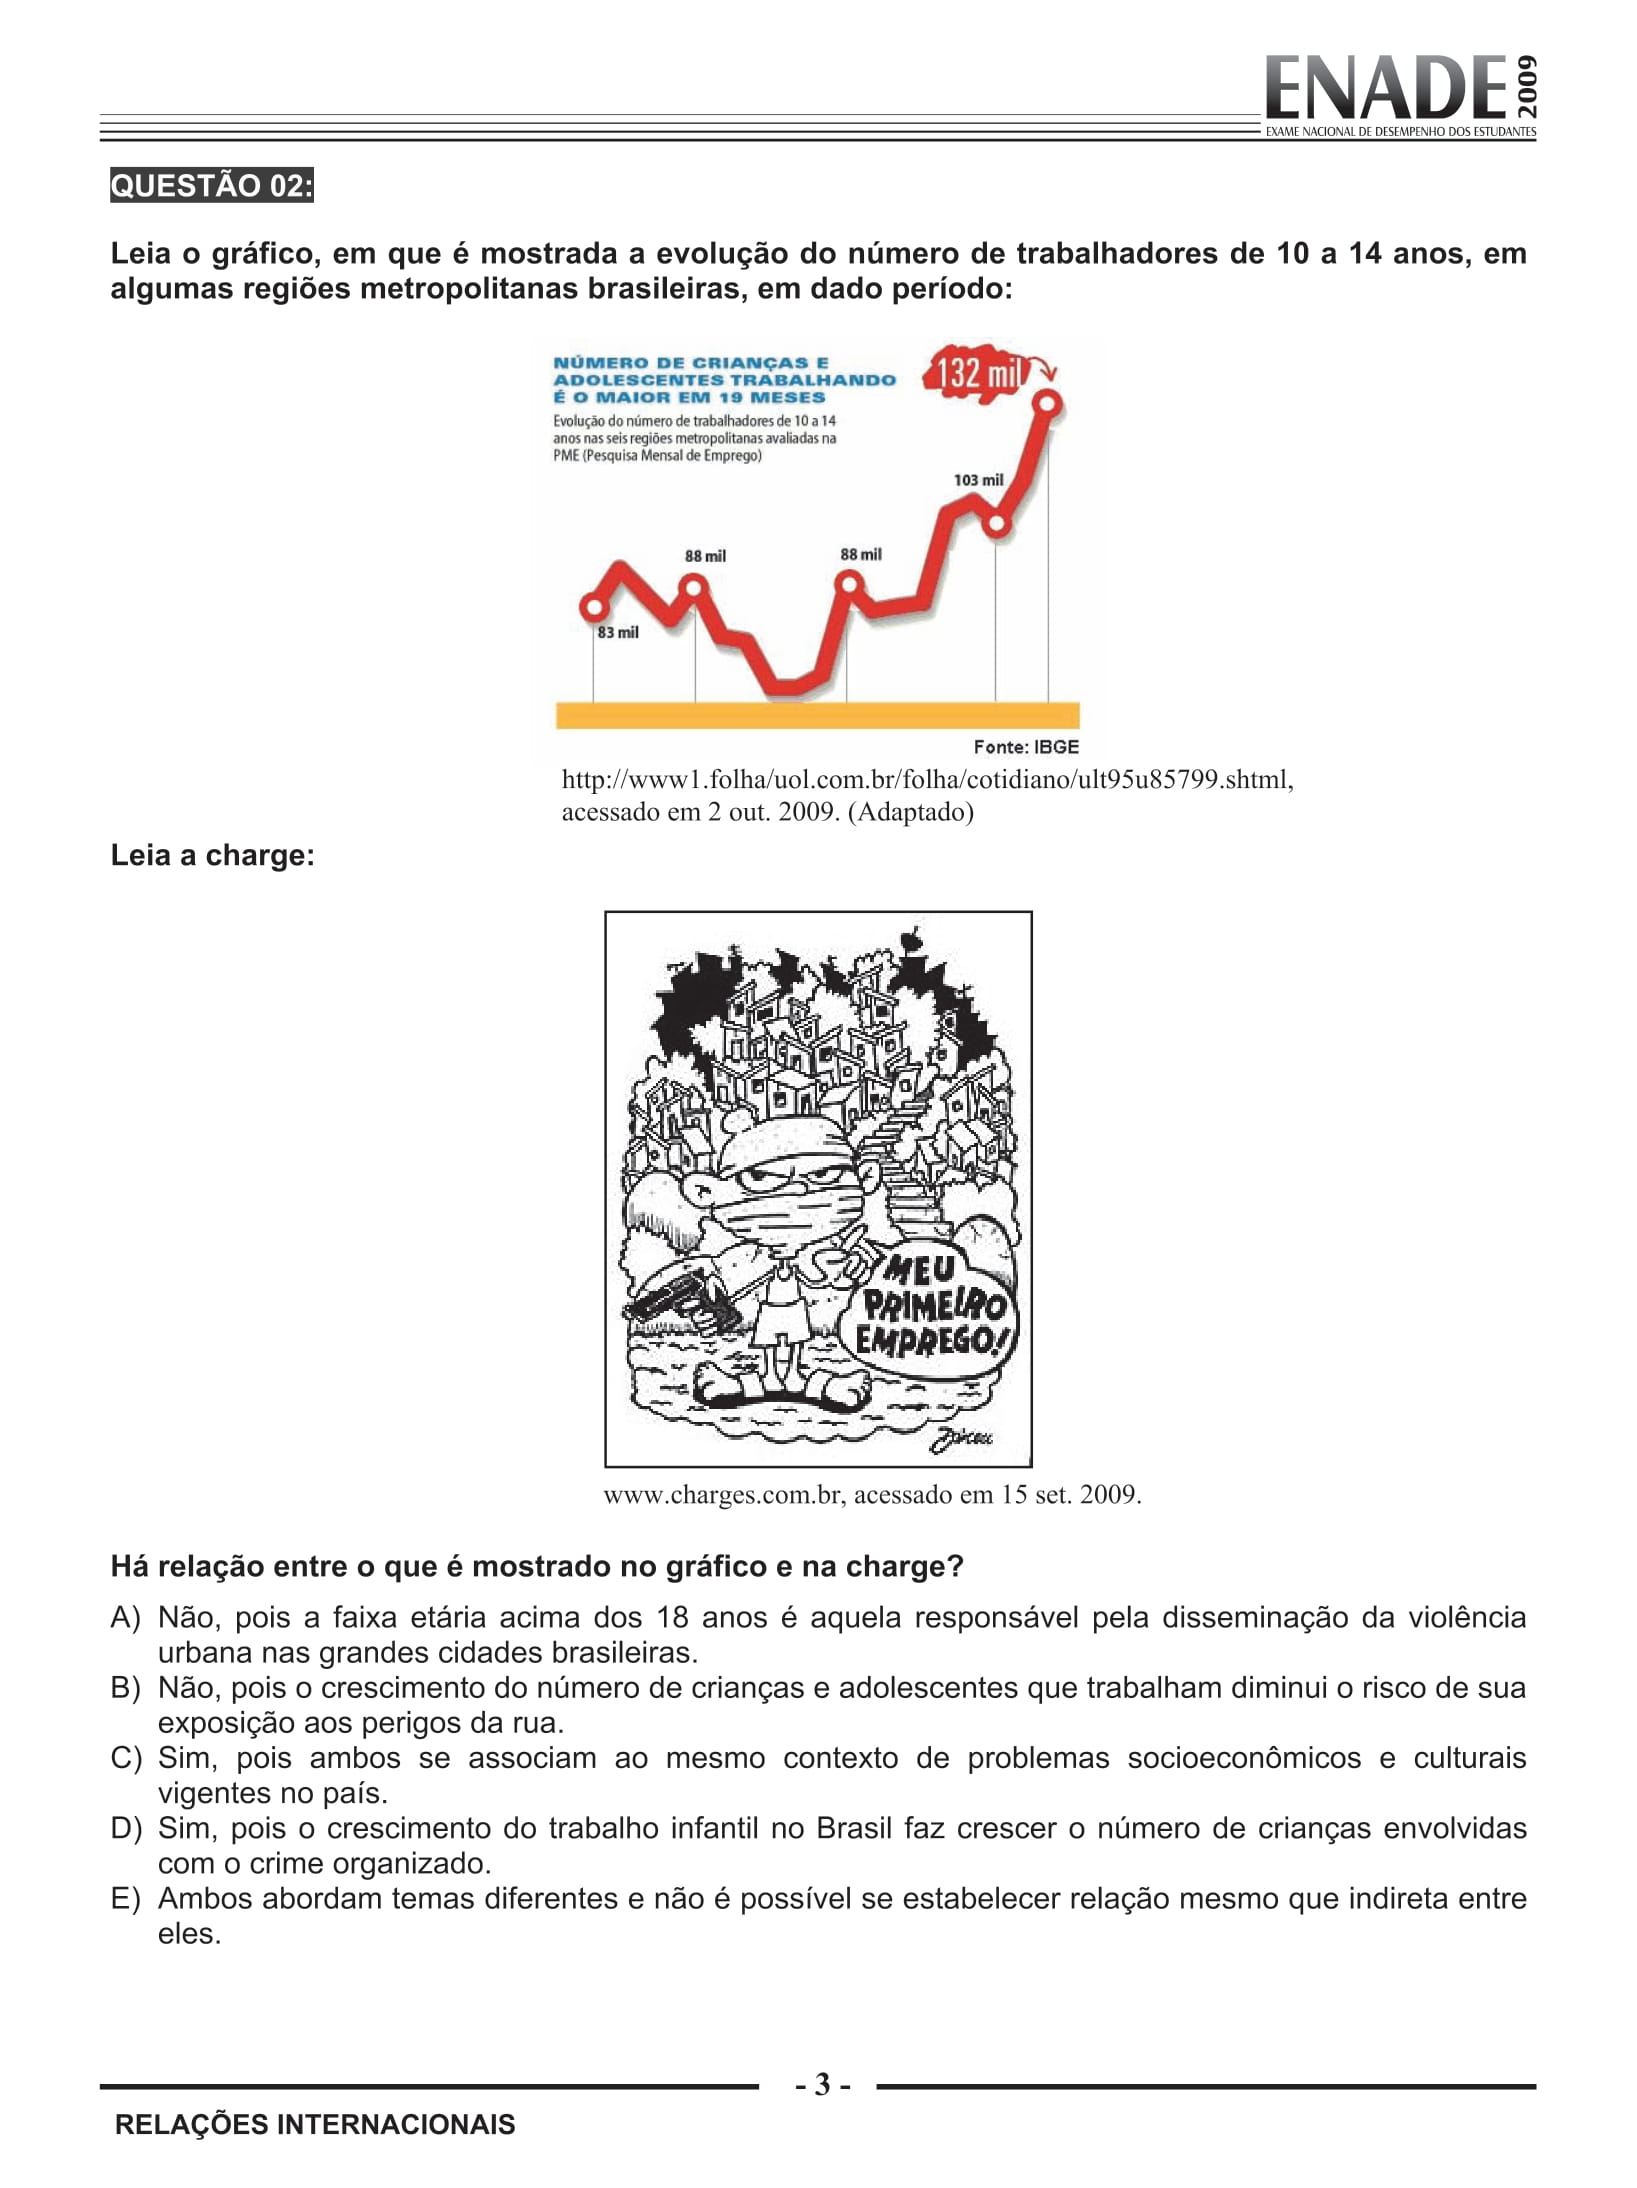 ENADE 2009
EXAME NACIONAL DE DESEMPENHO DOS ESTUDANTES
QUESTÃO 02:
Leia o gráfico, em que é mostrada a evolução do número de trabalhadores de 10 a 14 anos, em
algumas regiões metropolitanas brasileiras, em dado período:
NÚMERO DE CRIANÇAS E
ADOLESCENTES TRABALHANDO
É O MAIOR EM 19 MESES
Evolução do número de trabalhadores de 10 a 14
anos nas seis regiões metropolitanas avaliadas na
PME (Pesquisa Mensal de Emprego)
132 mil
103 mil
88 mil
88 mil
83 mil
Fonte: IBGE
http://www1.folha/uol.com.br/folha/cotidiano/ult95u85799.shtml,
acessado em 2 out. 2009. (Adaptado)
Leia a charge:
MEU
PRIMEIRO
EMPREGO!
www.charges.com.br, acessado em 15 set. 2009.
Há relação entre o que é mostrado no gráfico e na charge?
A) Não, pois a faixa etária acima dos 18 anos é aquela responsável pela disseminação da violência
urbana nas grandes cidades brasileiras.
B) Não, pois o crescimento do número de crianças e adolescentes que trabalham diminui o risco de sua
exposição aos perigos da rua.
C) Sim, pois ambos se associam ao mesmo contexto de problemas socioeconômicos e culturais
vigentes no país.
D) Sim, pois o crescimento do trabalho infantil no Brasil faz crescer o número de crianças envolvidas
com o crime organizado.
E) Ambos abordam temas diferentes e não é possível se estabelecer relação mesmo que indireta entre
eles.
- 3 -
RELAÇÕES INTERNACIONAIS